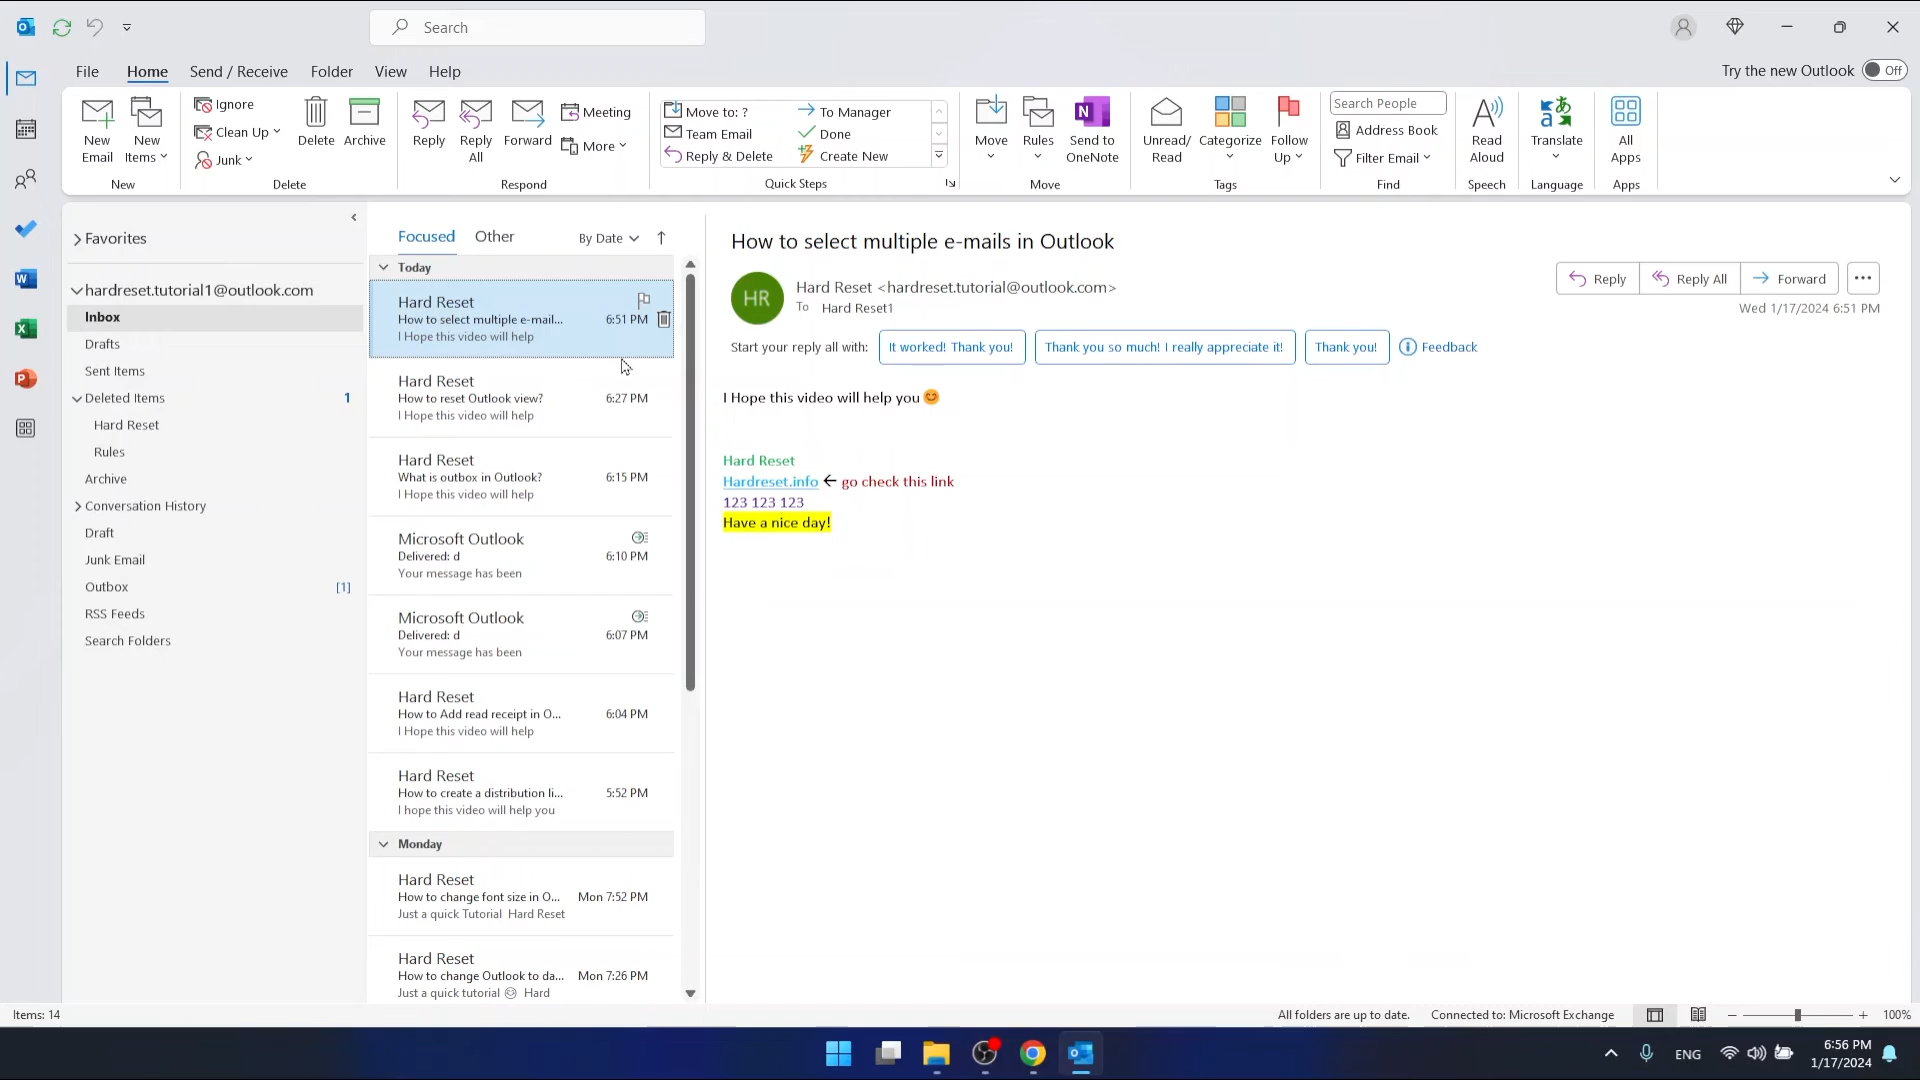 Search
File Home Send / Receive Folder View Help
Try the new Outlook Off
New Email
New Items
New
Ignore
Clean Up
Junk
Delete
Archive
Delete
Reply
Reply All
Forward
Meeting
More
Respond
Move to: ?
Team Email
Reply & Delete
To Manager
Done
Create New
Quick Steps
Move
Rules
Send to OneNote
Move
Unread/ Read
Categorize
Follow Up
Tags
Search People
Address Book
Filter Email
Find
Read Aloud
Speech
Translate
Language
All Apps
Apps
Favorites
hardreset.tutorial1@outlook.com
Inbox
Drafts
Sent Items
Deleted Items 1
Hard Reset
Rules
Archive
Conversation History
Draft
Junk Email
Outbox [1]
RSS Feeds
Search Folders
Focused Other By Date
Today
Hard Reset
How to select multiple e-mail... 6:51 PM
I Hope this video will help
Hard Reset
How to reset Outlook view? 6:27 PM
I Hope this video will help
Hard Reset
What is outbox in Outlook? 6:15 PM
I Hope this video will help
Microsoft Outlook
Delivered: d 6:10 PM
Your message has been
Microsoft Outlook
Delivered: d 6:07 PM
Your message has been
Hard Reset
How to Add read receipt in O... 6:04 PM
I Hope this video will help
Hard Reset
How to create a distribution li... 5:52 PM
I hope this video will help you
Monday
Hard Reset
How to change font size in O... Mon 7:52 PM
Just a quick Tutorial Hard Reset
Hard Reset
How to change Outlook to da... Mon 7:26 PM
Just a quick tutorial 😊 Hard
How to select multiple e-mails in Outlook
HR
Hard Reset <hardreset.tutorial@outlook.com>
To Hard Reset1
Reply Reply All Forward ...
Wed 1/17/2024 6:51 PM
Start your reply all with: It worked! Thank you! Thank you so much! I really appreciate it! Thank you! Feedback
I Hope this video will help you 😊
Hard Reset
Hardreset.info ← go check this link
123 123 123
Have a nice day!
Items: 14
All folders are up to date. Connected to: Microsoft Exchange 100%
ENG
6:56 PM
1/17/2024